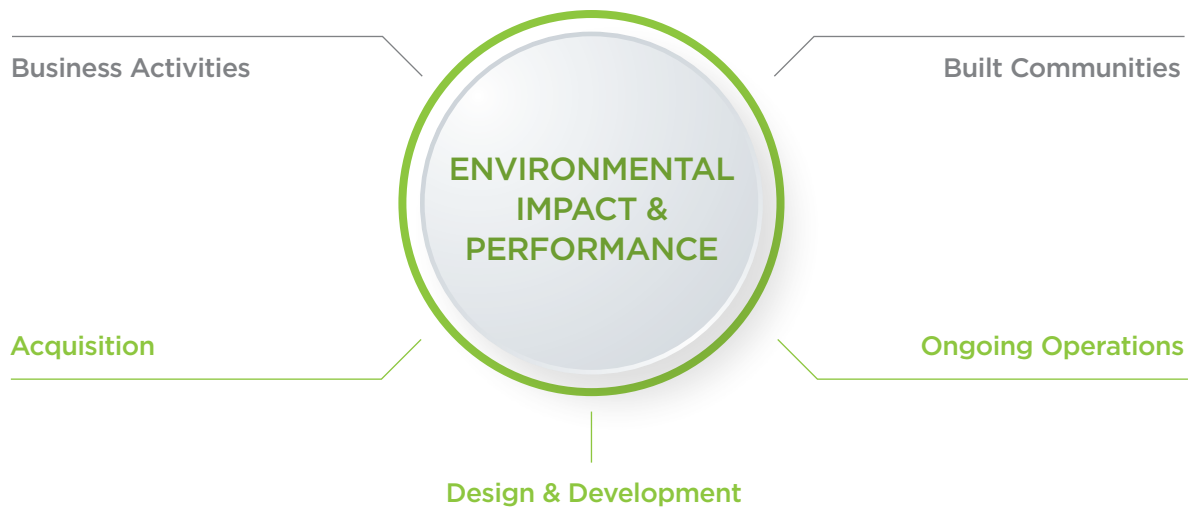 Business Activities
Built Communities
ENVIRONMENTAL
IMPACT &
PERFORMANCE
Acquisition
Ongoing Operations
Design & Development